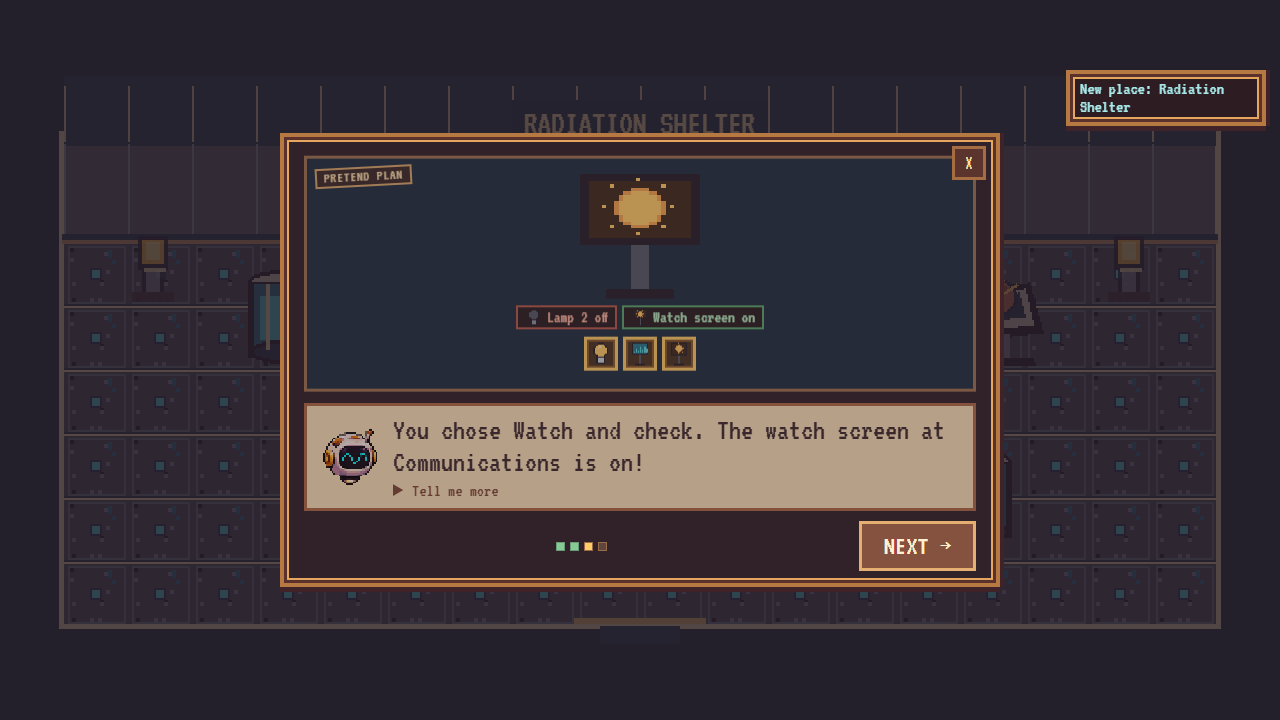 New place: Radiation
Shelter
RADIATION SHELTER
X
PRETEND PLAN
Lamp 2 off
Watch screen on
You chose Watch and check. The watch screen at
Communications is on!
▶ Tell me more
NEXT →